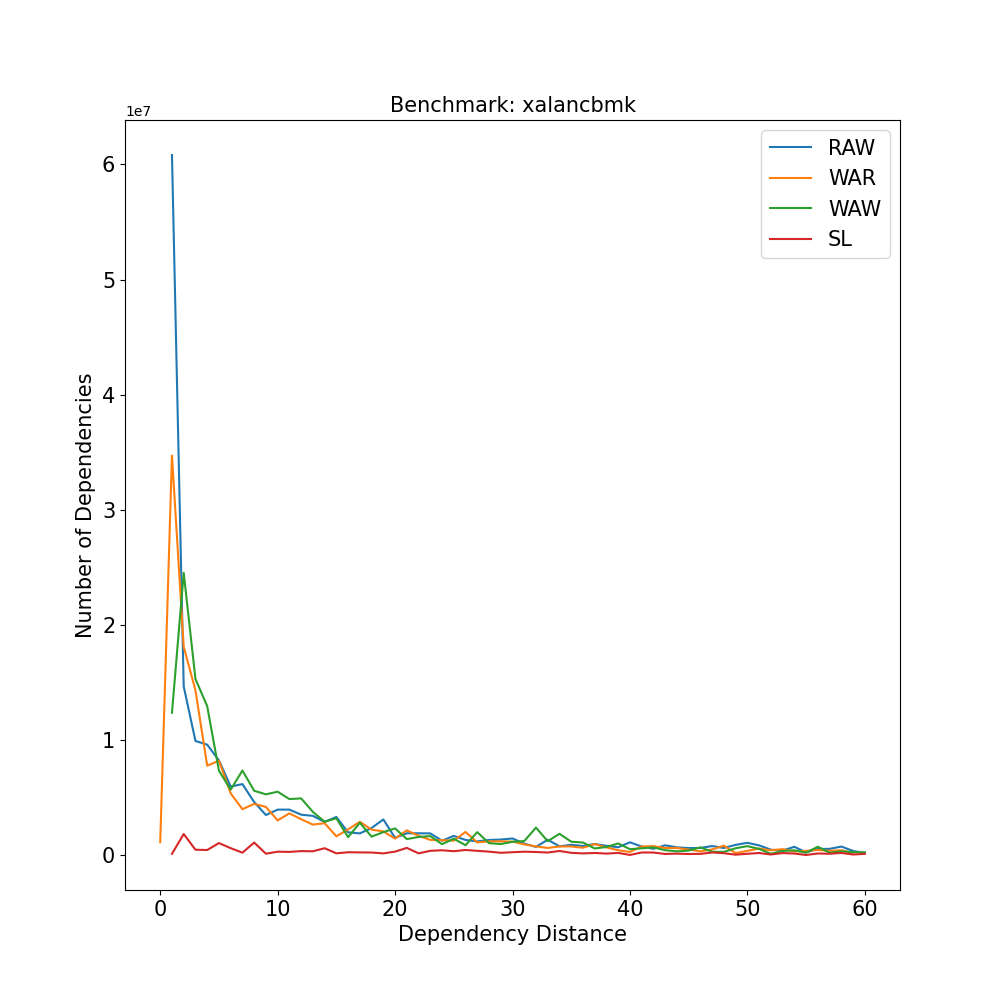 Benchmark: xalancbmk
1e7
RAW
WAR
WAW
SL
6
5
4
3
2
1
0
Number of Dependencies
0 10 20 30 40 50 60
Dependency Distance